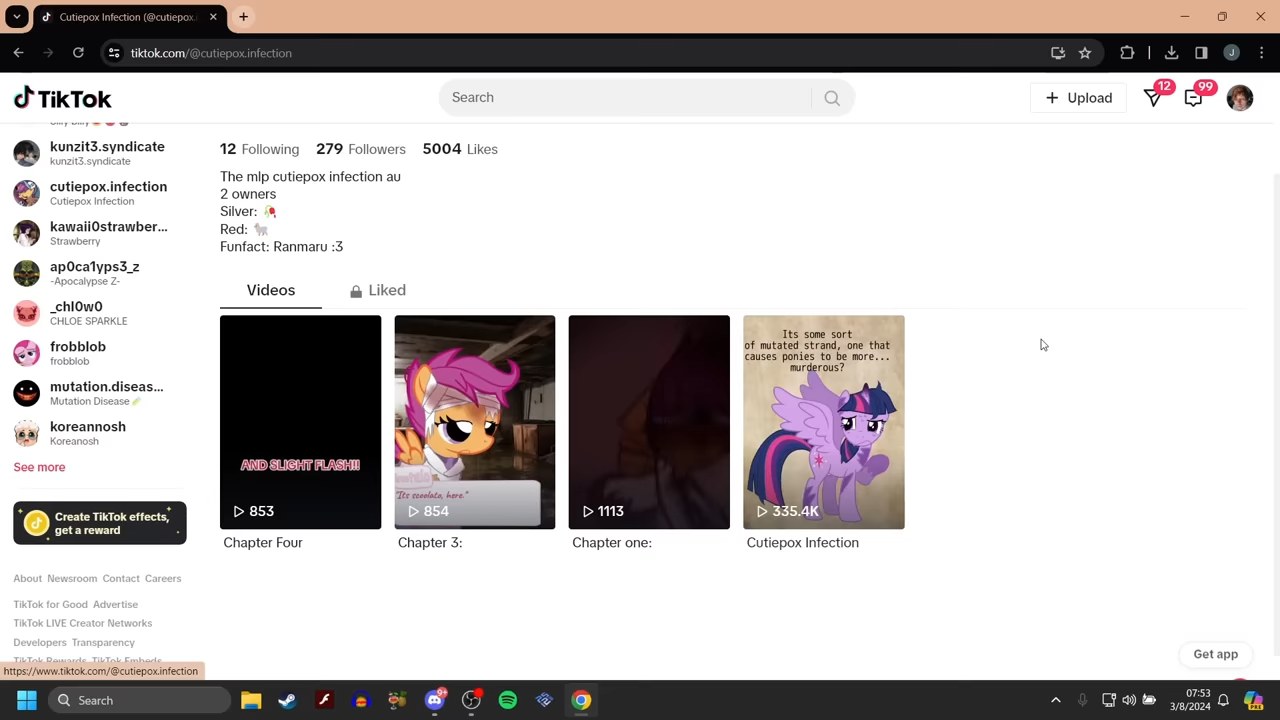 Cutiepox Infection (@cutiepox.i
tiktok.com/@cutiepox.infection
J
TikTok
Search
Upload
12
99
kunzit3.syndicate
kunzit3.syndicate
cutiepox.infection
Cutiepox Infection
kawaii0strawber...
Strawberry
ap0ca1yps3_z
-Apocalypse Z-
_chl0w0
CHLOE SPARKLE
frobblob
frobblob
mutation.diseas...
Mutation Disease
koreannosh
Koreanosh
See more
Create TikTok effects,
get a reward
About Newsroom Contact Careers
TikTok for Good Advertise
TikTok LIVE Creator Networks
Developers Transparency
TikTok Rewards TikTok Embeds
https://www.tiktok.com/@cutiepox.infection
12 Following 279 Followers 5004 Likes
The mlp cutiepox infection au
2 owners
Silver: 🥀
Red: 🐐
Funfact: Ranmaru :3
Videos
Liked
AND SLIGHT FLASH!!
853
Chapter Four
"Its scootalo, here."
854
Chapter 3:
1113
Chapter one:
Its some sort
of mutated strand, one that
causes ponies to be more...
murderous?
335.4K
Cutiepox Infection
Get app
Search
9+
07:53
3/8/2024